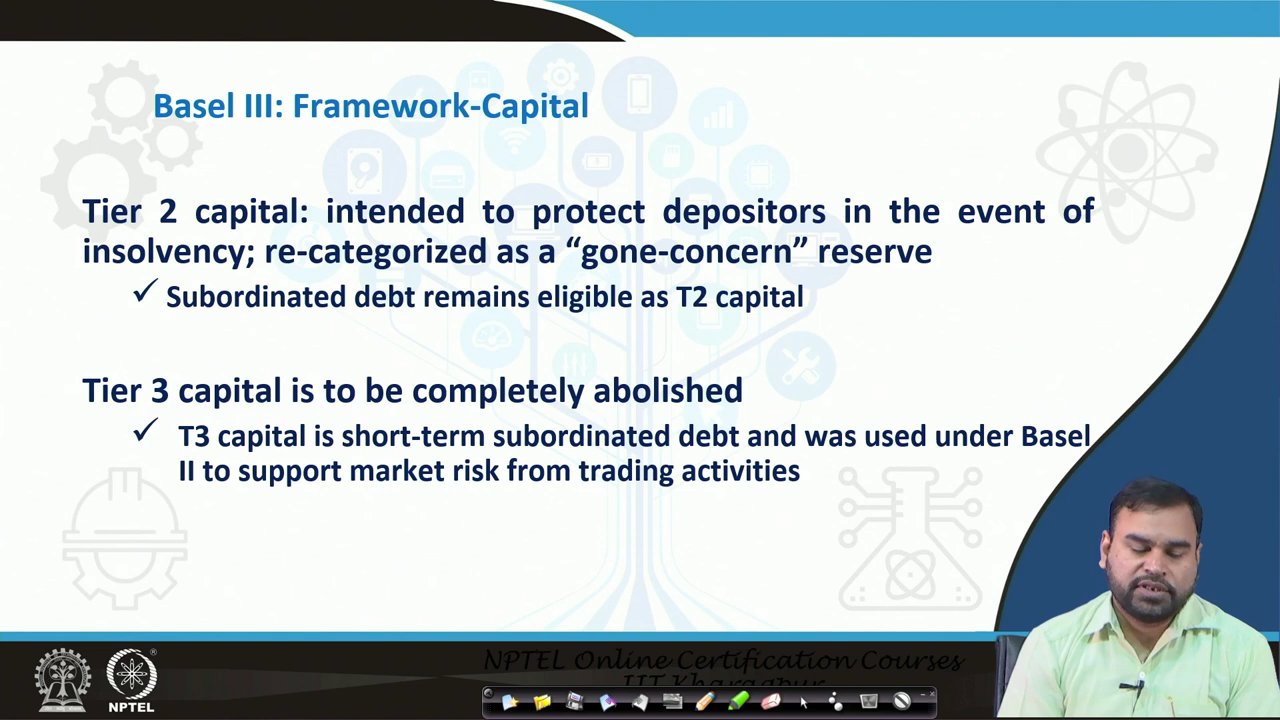 Basel III: Framework-Capital
Tier 2 capital: intended to protect depositors in the event of
insolvency; re-categorized as a “gone-concern” reserve
✓ Subordinated debt remains eligible as T2 capital
Tier 3 capital is to be completely abolished
✓ T3 capital is short-term subordinated debt and was used under Basel
II to support market risk from trading activities
NPTEL Online Certification Courses
IIT Kharagpur
NPTEL